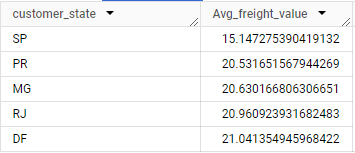 customer_state Avg_freight_value
SP 15.147275390419132
PR 20.531651567944269
MG 20.630166806306651
RJ 20.960923931682483
DF 21.041354945968422